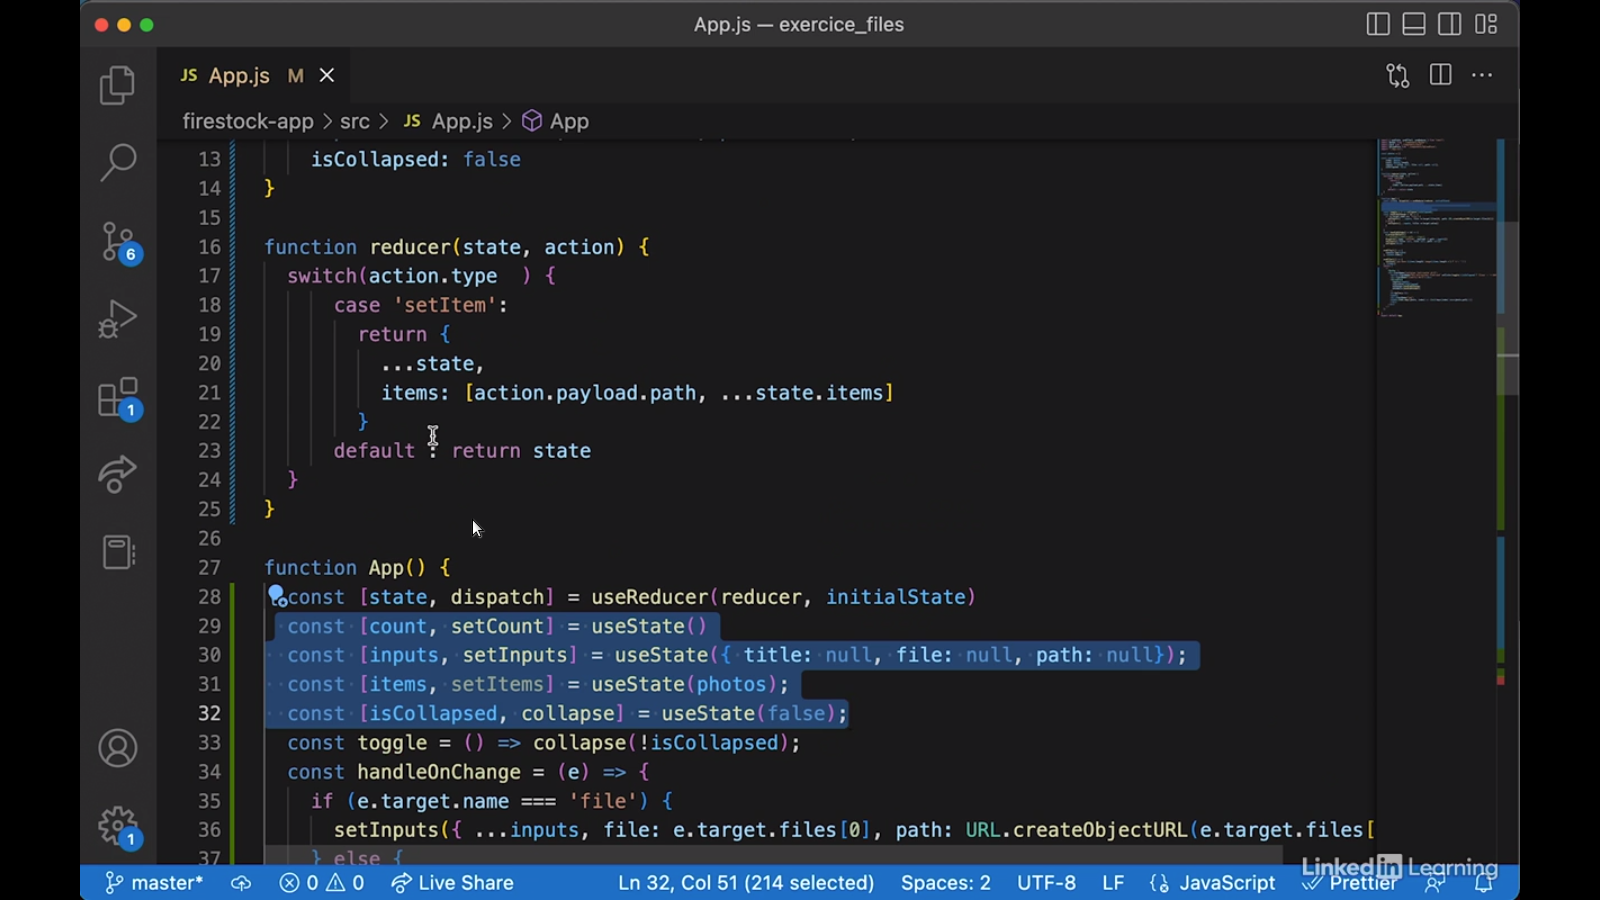 App.js — exercice_files
JS App.js M
firestock-app > src > JS App.js > App
13 isCollapsed: false
14 }
15
16 function reducer(state, action) {
17 switch(action.type  ) {
18 case 'setItem':
19 return {
20 ...state,
21 items: [action.payload.path, ...state.items]
22 }
23 default : return state
24 }
25 }
26
27 function App() {
28 const [state, dispatch] = useReducer(reducer, initialState)
29 const [count, setCount] = useState()
30 const [inputs, setInputs] = useState({ title: null, file: null, path: null});
31 const [items, setItems] = useState(photos);
32 const [isCollapsed, collapse] = useState(false);
33 const toggle = () => collapse(!isCollapsed);
34 const handleOnChange = (e) => {
35 if (e.target.name === 'file') {
36 setInputs({ ...inputs, file: e.target.files[0], path: URL.createObjectURL(e.target.files[
37 } else {
6
1
1
LinkedIn Learning
master* 0 0 Live Share Ln 32, Col 51 (214 selected) Spaces: 2 UTF-8 LF {} JavaScript Prettier